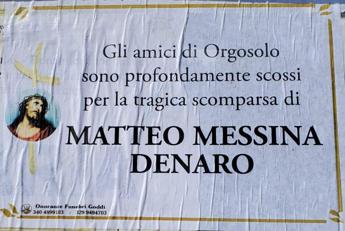 Gli amici di Orgosolo
sono profondamente scossi
per la tragica scomparsa di
MATTEO MESSINA
DENARO
Onoranze Funebri Goddi